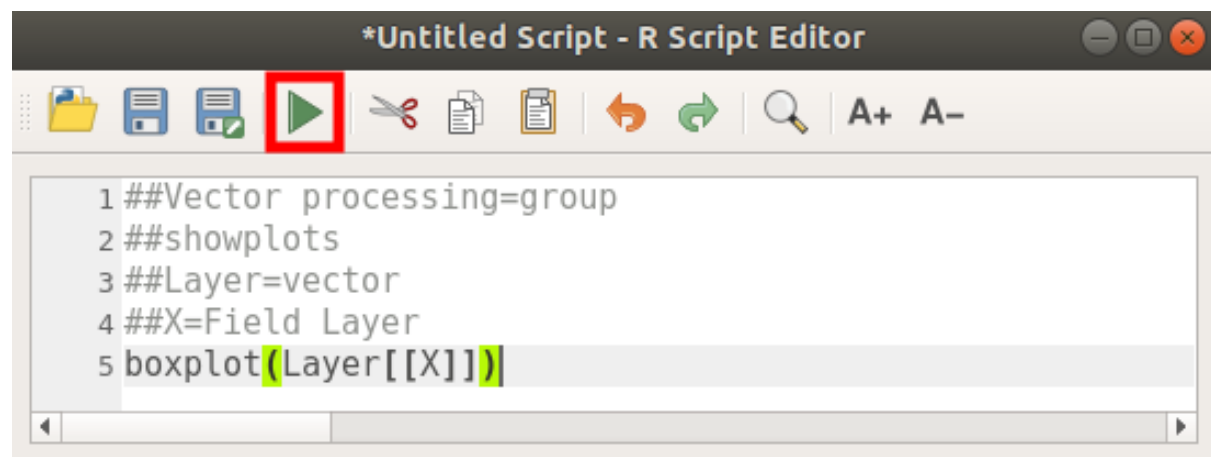 *Untitled Script - R Script Editor
A+ A-
1 ##Vector processing=group
2 ##showplots
3 ##Layer=vector
4 ##X=Field Layer
5 boxplot(Layer[[X]])